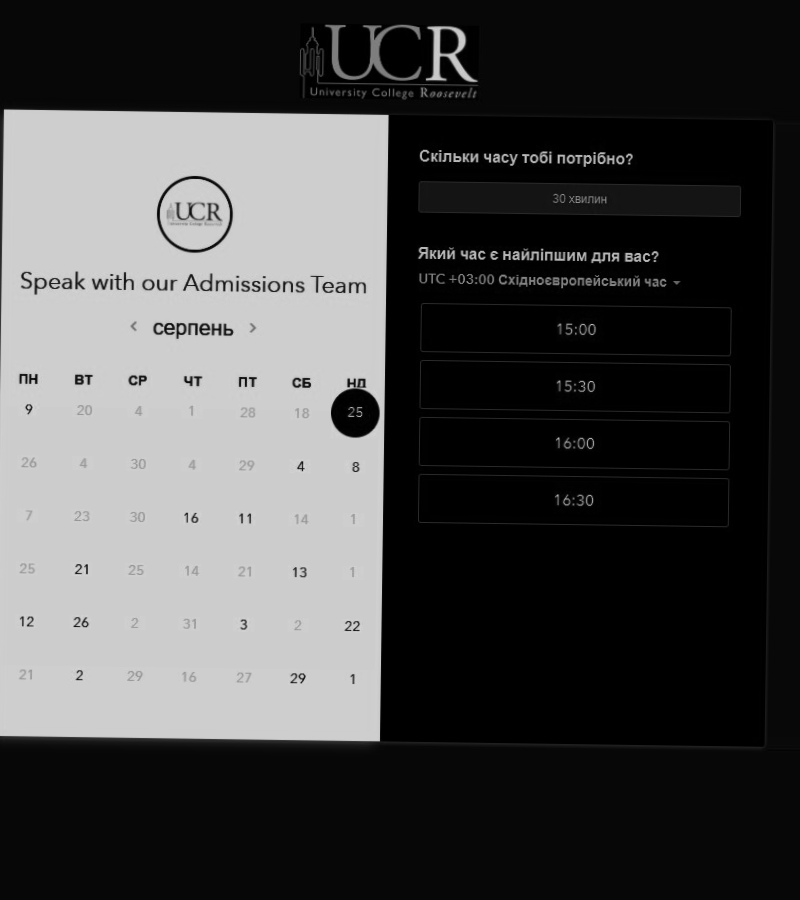 UCR
University College Roosevelt
UCR
University College Roosevelt
Speak with our Admissions Team
серпень
ПН ВТ СР ЧТ ПТ СБ НД
9 20 4 1 28 18 25
26 4 30 4 29 4 8
7 23 30 16 11 14 1
25 21 25 14 21 13 1
12 26 2 31 3 2 22
21 2 29 16 27 29 1
Скільки часу тобі потрібно?
30 хвилин
Який час є найліпшим для вас?
UTC +03:00 Східноєвропейський час
15:00
15:30
16:00
16:30